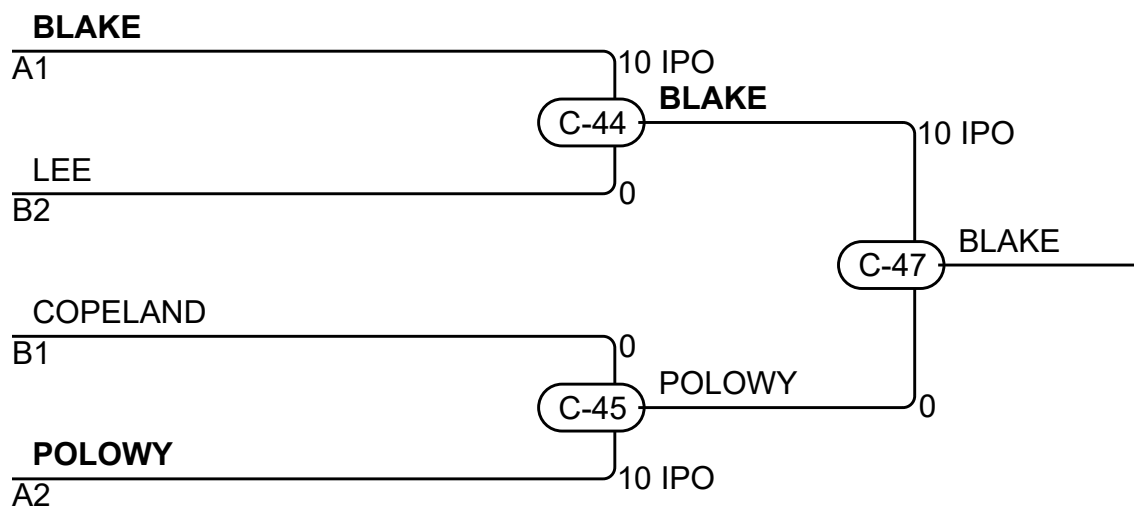 BLAKE
A1
10 IPO
BLAKE
C-44
10 IPO
LEE
B2
0
BLAKE
C-47
COPELAND
B1
0
POLOWY
C-45
0
POLOWY
A2
10 IPO